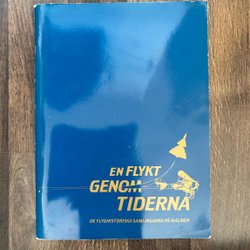 EN FLYKT
GENOM
TIDERNA
DE FLYGHISTORISKA SAMLINGARNA PÅ MALMEN